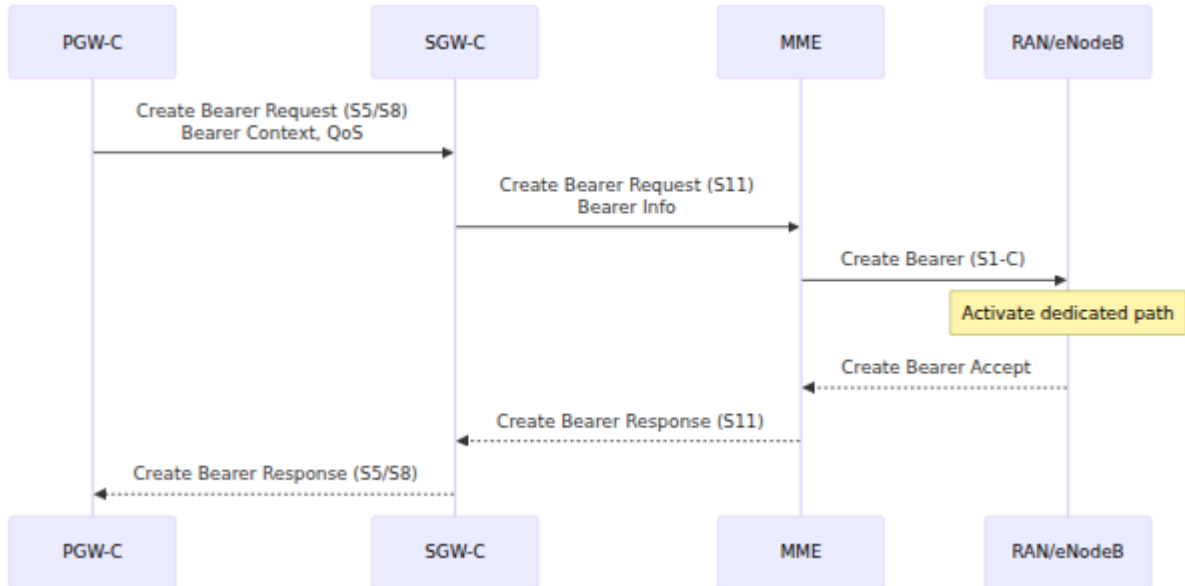 PGW-C
SGW-C
MME
RAN/eNodeB
Create Bearer Request (S5/S8)
Bearer Context, QoS
Create Bearer Request (S11)
Bearer Info
Create Bearer (S1-C)
Activate dedicated path
Create Bearer Accept
Create Bearer Response (S11)
Create Bearer Response (S5/S8)
PGW-C
SGW-C
MME
RAN/eNodeB